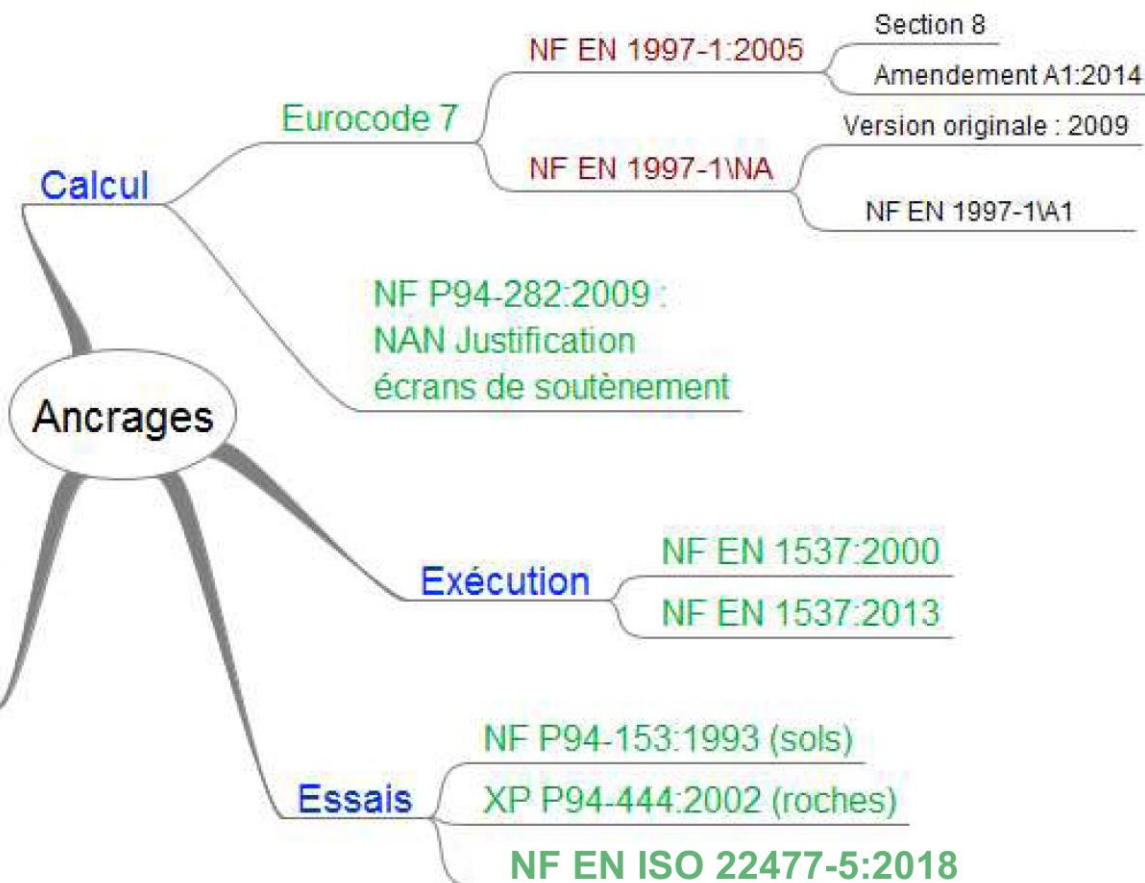 Section 8
NF EN 1997-1:2005
Amendement A1:2014
Eurocode 7
Version originale : 2009
NF EN 1997-1\NA
Calcul
NF EN 1997-1\A1
NF P94-282:2009 :
NAN Justification
écrans de soutènement
Ancrages
NF EN 1537:2000
Exécution
NF EN 1537:2013
NF P94-153:1993 (sols)
Essais
XP P94-444:2002 (roches)
NF EN ISO 22477-5:2018